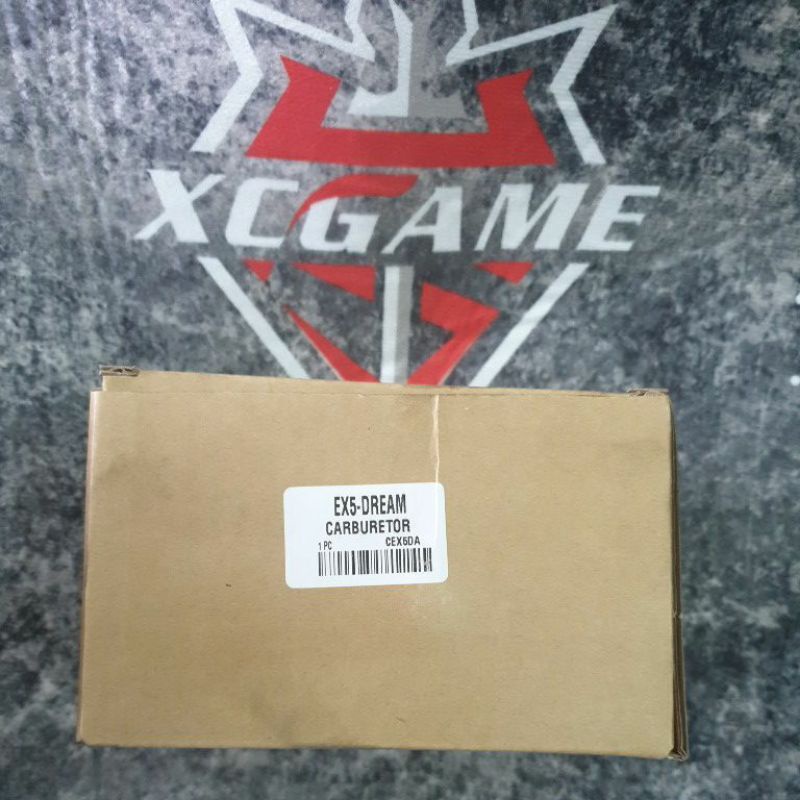 XCGAME
EX5-DREAM
CARBURETOR
1 PC CEX5DA